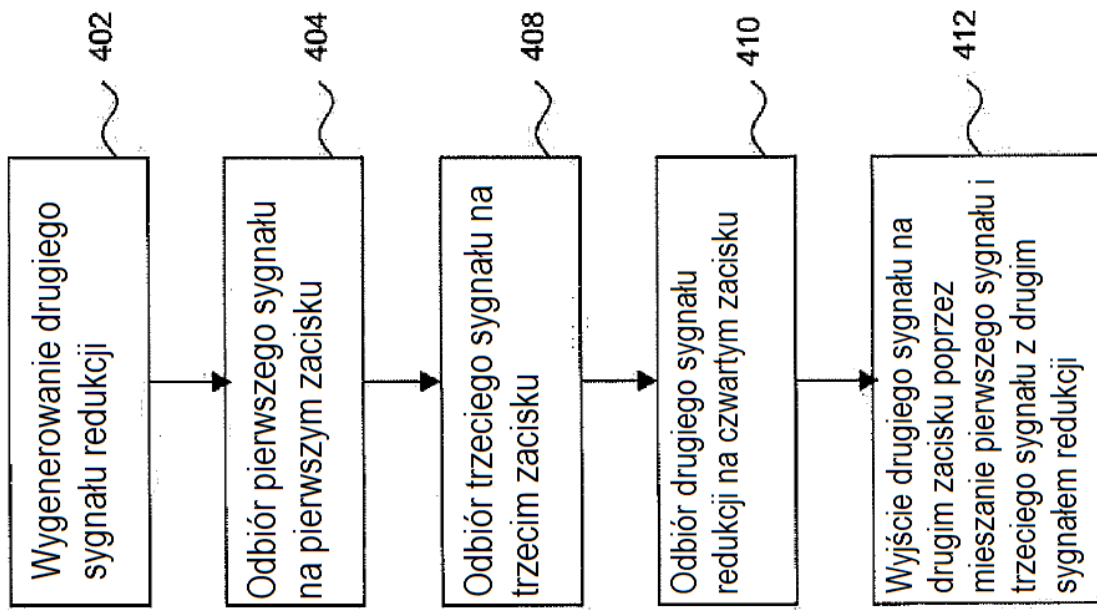 Wygenerowanie drugiego
sygnału redukcji
402
Odbiór pierwszego sygnału
na pierwszym zacisku
404
Odbiór trzeciego sygnału na
trzecim zacisku
408
Odbiór drugiego sygnału
redukcji na czwartym zacisku
410
Wyjście drugiego sygnału na
drugim zacisku poprzez
mieszanie pierwszego sygnału i
trzeciego sygnału z drugim
sygnałem redukcji
412